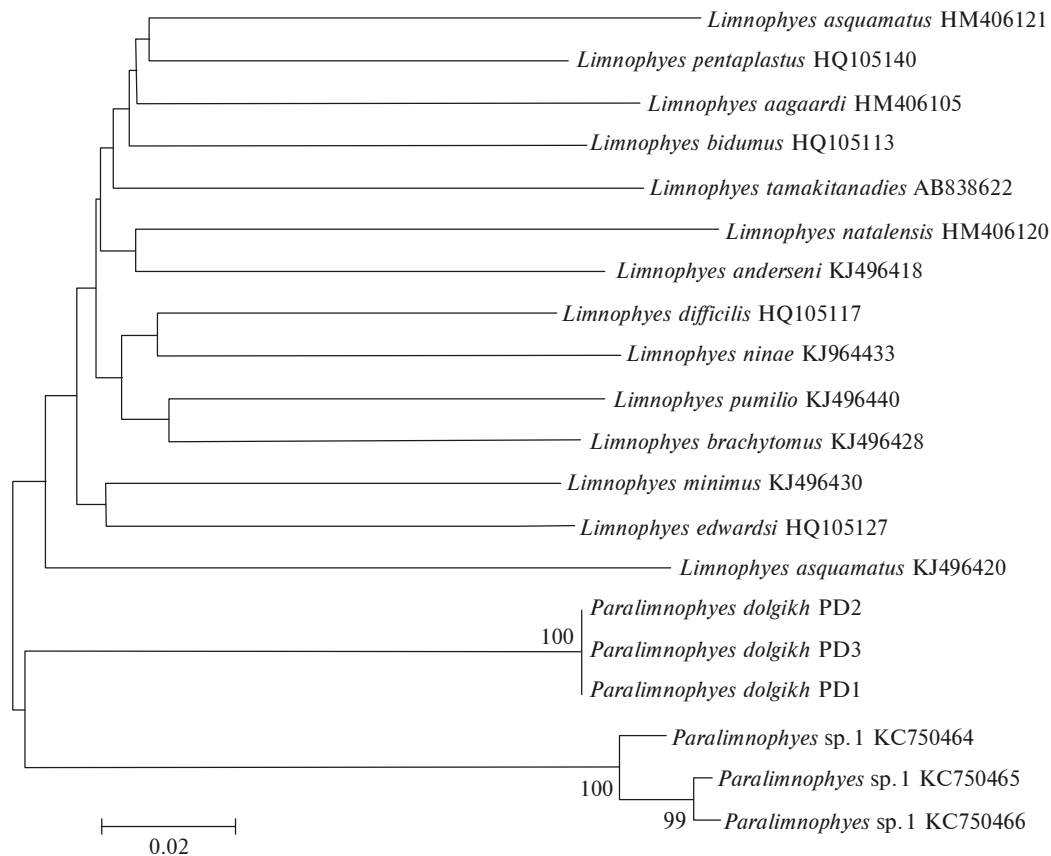 Limnophyes asquamatus HM406121
Limnophyes pentaplastus HQ105140
Limnophyes aagaardi HM406105
Limnophyes bidumus HQ105113
Limnophyes tamakitanadies AB838622
Limnophyes natalensis HM406120
Limnophyes anderseni KJ496418
Limnophyes difficilis HQ105117
Limnophyes ninae KJ964433
Limnophyes pumilio KJ496440
Limnophyes brachytomus KJ496428
Limnophyes minimus KJ496430
Limnophyes edwardsi HQ105127
Limnophyes asquamatus KJ496420
Paralimnophyes dolgikh PD2
100
Paralimnophyes dolgikh PD3
Paralimnophyes dolgikh PD1
Paralimnophyes sp.1 KC750464
100
Paralimnophyes sp.1 KC750465
99
Paralimnophyes sp.1 KC750466
0.02